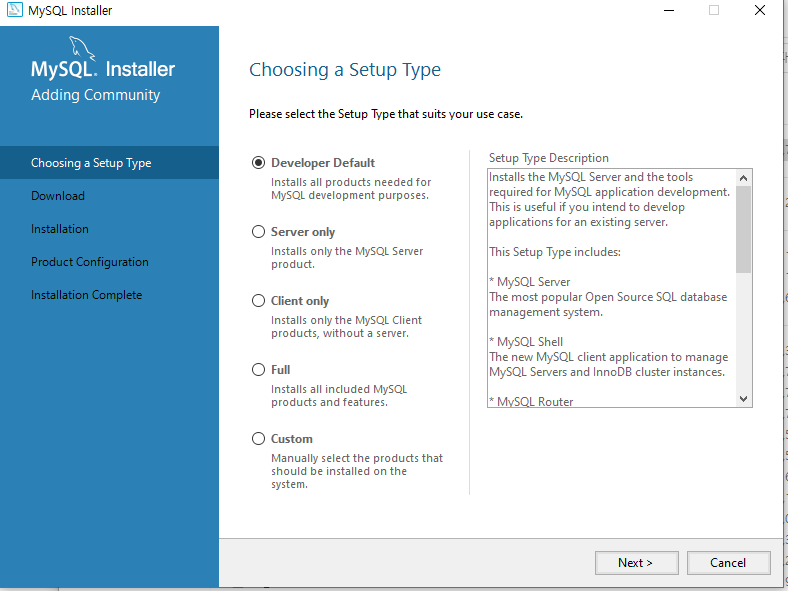 MySQL Installer
MySQL. Installer
Adding Community
Choosing a Setup Type
Download
Installation
Product Configuration
Installation Complete
Choosing a Setup Type
Please select the Setup Type that suits your use case.
Developer Default
Installs all products needed for
MySQL development purposes.
Server only
Installs only the MySQL Server
product.
Client only
Installs only the MySQL Client
products, without a server.
Full
Installs all included MySQL
products and features.
Custom
Manually select the products that
should be installed on the
system.
Setup Type Description
Installs the MySQL Server and the tools
required for MySQL application development.
This is useful if you intend to develop
applications for an existing server.
This Setup Type includes:
* MySQL Server
The most popular Open Source SQL database
management system.
* MySQL Shell
The new MySQL client application to manage
MySQL Servers and InnoDB cluster instances.
* MySQL Router
Next >
Cancel